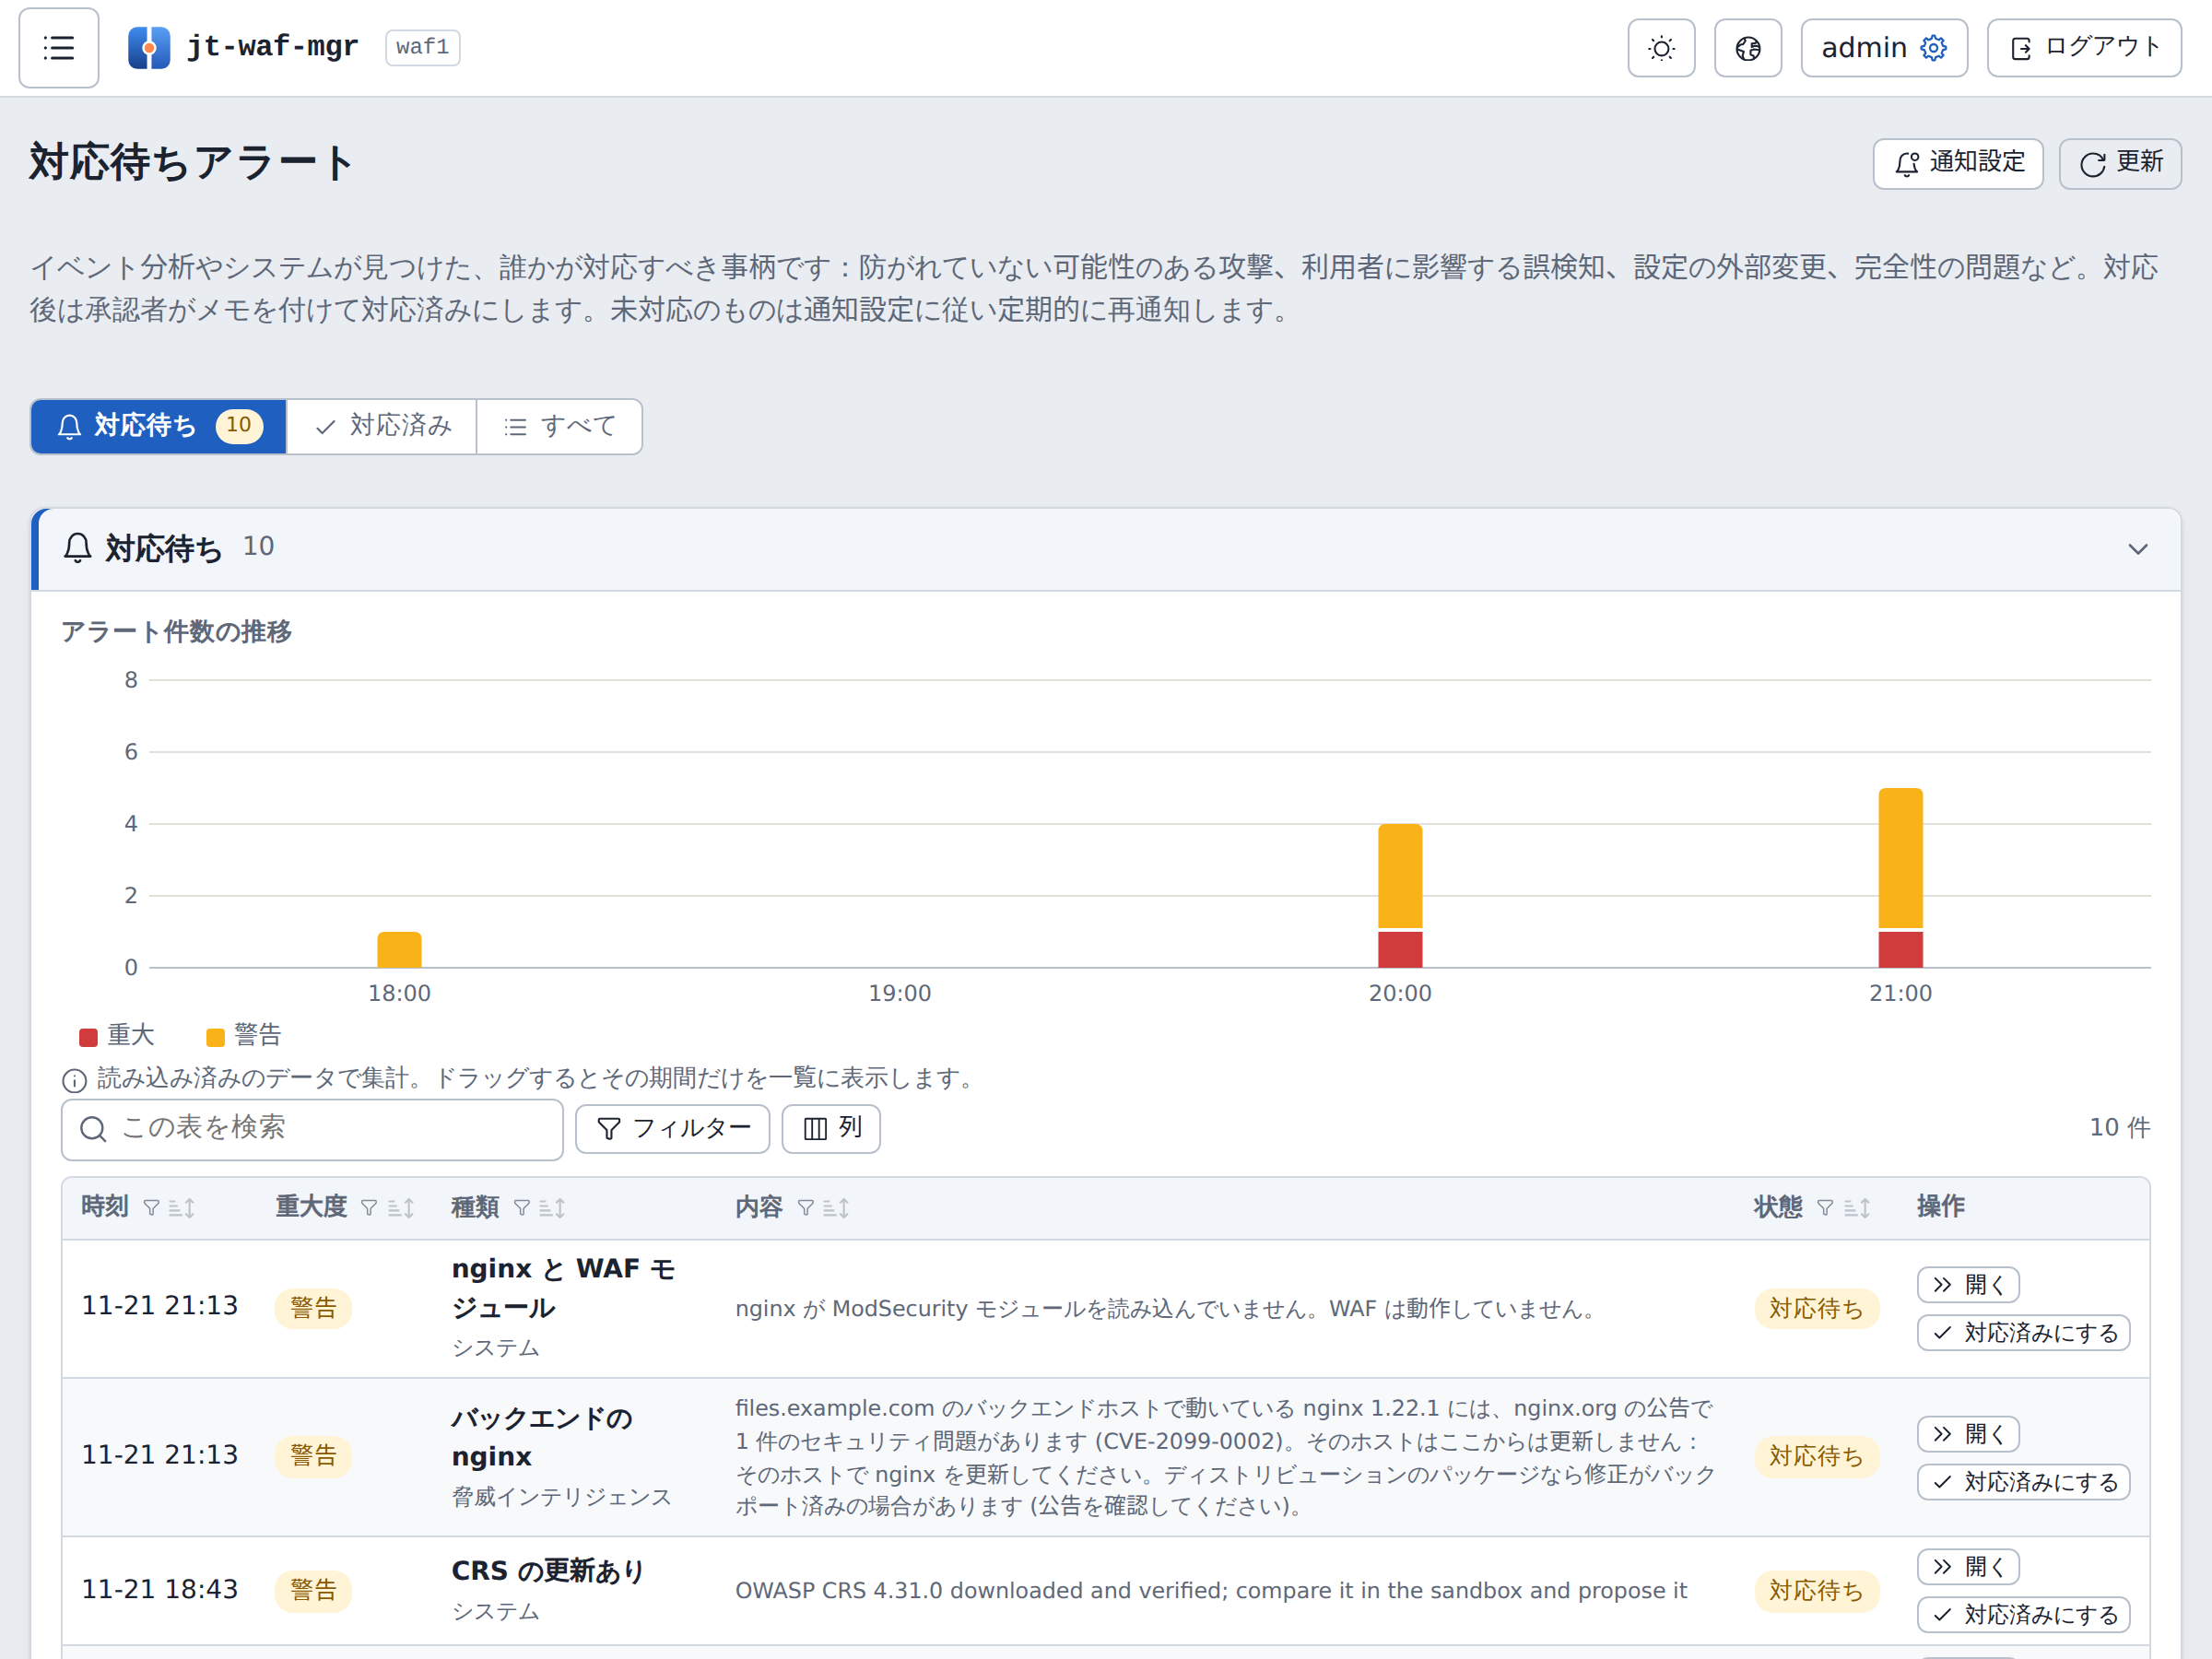 jt-waf-mgr waf1 admin ログアウト
対応待ちアラート 通知設定 更新
イベント分析やシステムが見つけた、誰かが対応すべき事柄です：防がれていない可能性のある攻撃、利用者に影響する誤検知、設定の外部変更、完全性の問題など。対応
後は承認者がメモを付けて対応済みにします。未対応のものは通知設定に従い定期的に再通知します。
対応待ち 10 対応済み すべて
対応待ち 10
アラート件数の推移
8
6
4
2
0
18:00 19:00 20:00 21:00
重大 警告
読み込み済みのデータで集計。ドラッグするとその期間だけを一覧に表示します。
この表を検索 フィルター 列 10 件
時刻 重大度 種類 内容 状態 操作
11-21 21:13 警告
nginx と WAF モ
ジュール
システム
nginx が ModSecurity モジュールを読み込んでいません。WAF は動作していません。
対応待ち
開く
対応済みにする
11-21 21:13 警告
バックエンドの
nginx
脅威インテリジェンス
files.example.com のバックエンドホストで動いている nginx 1.22.1 には、nginx.org の公告で
1 件のセキュリティ問題があります (CVE-2099-0002)。そのホストはここからは更新しません：
そのホストで nginx を更新してください。ディストリビューションのパッケージなら修正がバック
ポート済みの場合があります (公告を確認してください)。
対応待ち
開く
対応済みにする
11-21 18:43 警告
CRS の更新あり
システム
OWASP CRS 4.31.0 downloaded and verified; compare it in the sandbox and propose it
対応待ち
開く
対応済みにする